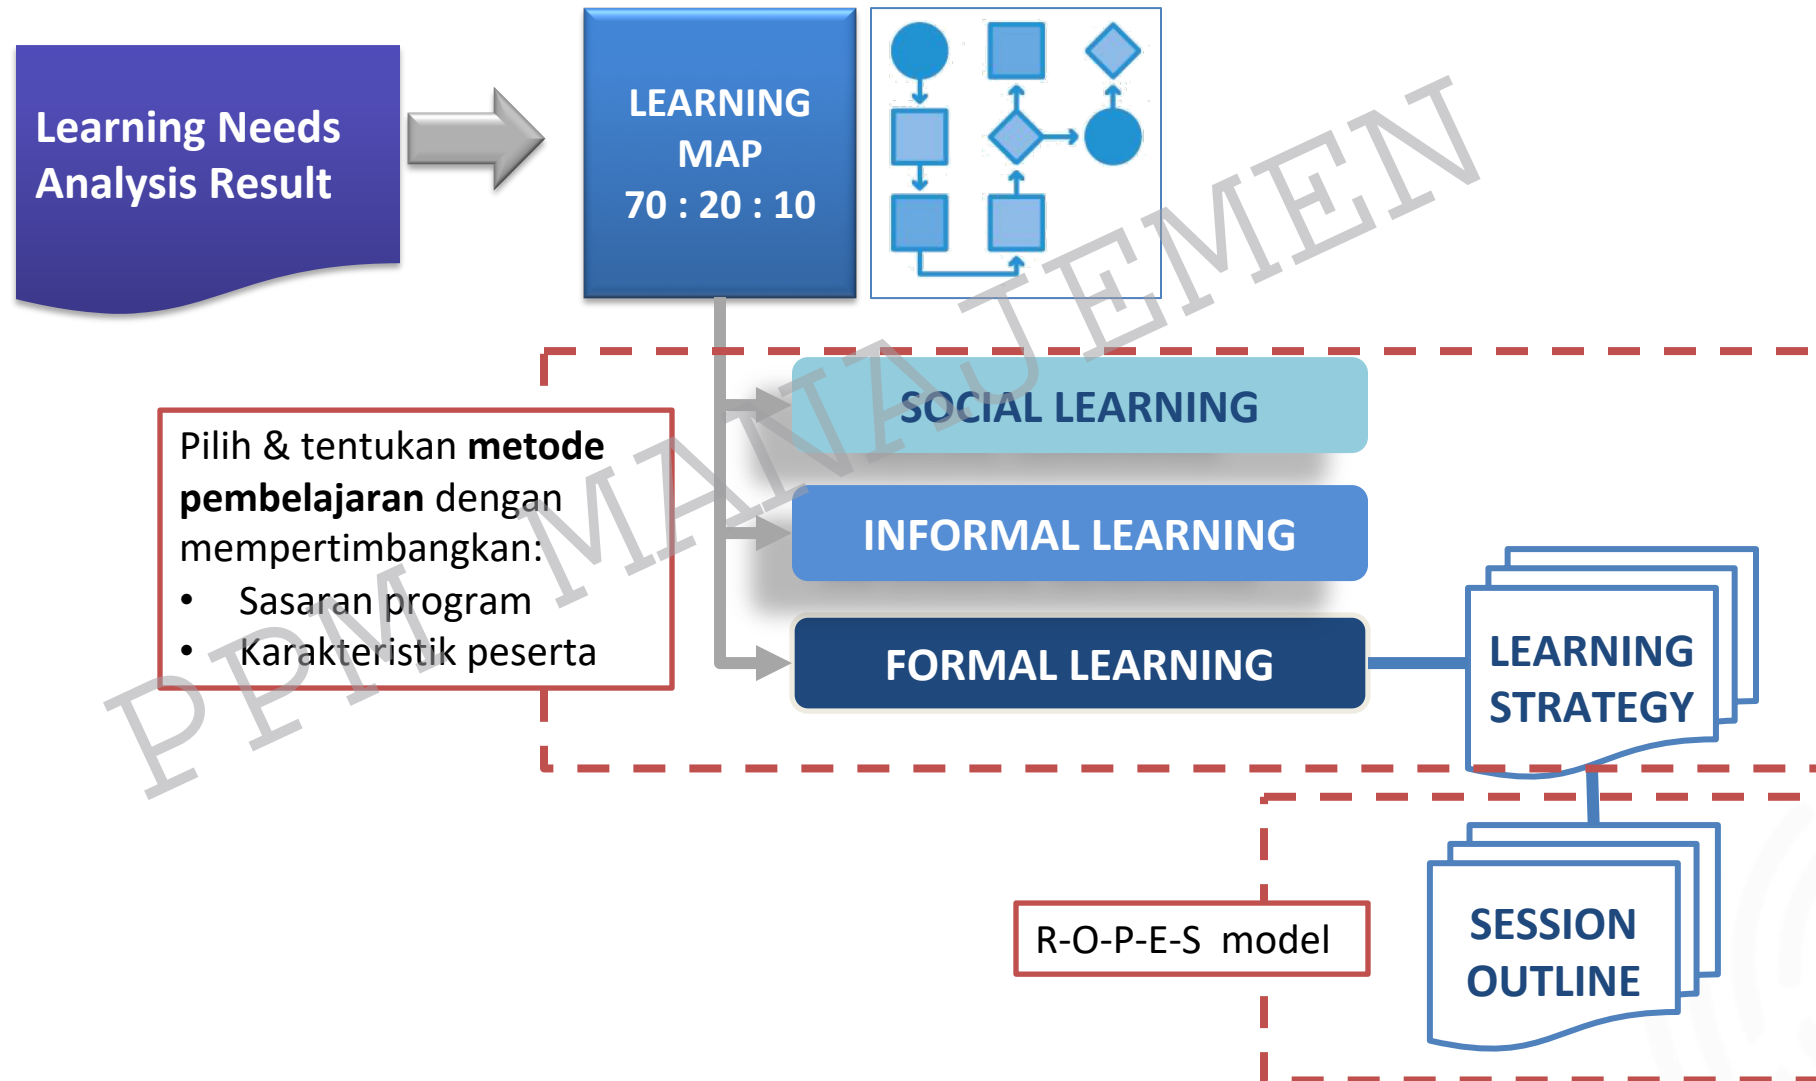 Learning Needs
Analysis Result
LEARNING
MAP
70 : 20 : 10
SOCIAL LEARNING
Pilih & tentukan metode
pembelajaran dengan
mempertimbangkan:
• Sasaran program
• Karakteristik peserta
INFORMAL LEARNING
FORMAL LEARNING
LEARNING
STRATEGY
R-O-P-E-S model
SESSION
OUTLINE
PPM MANAJEMEN